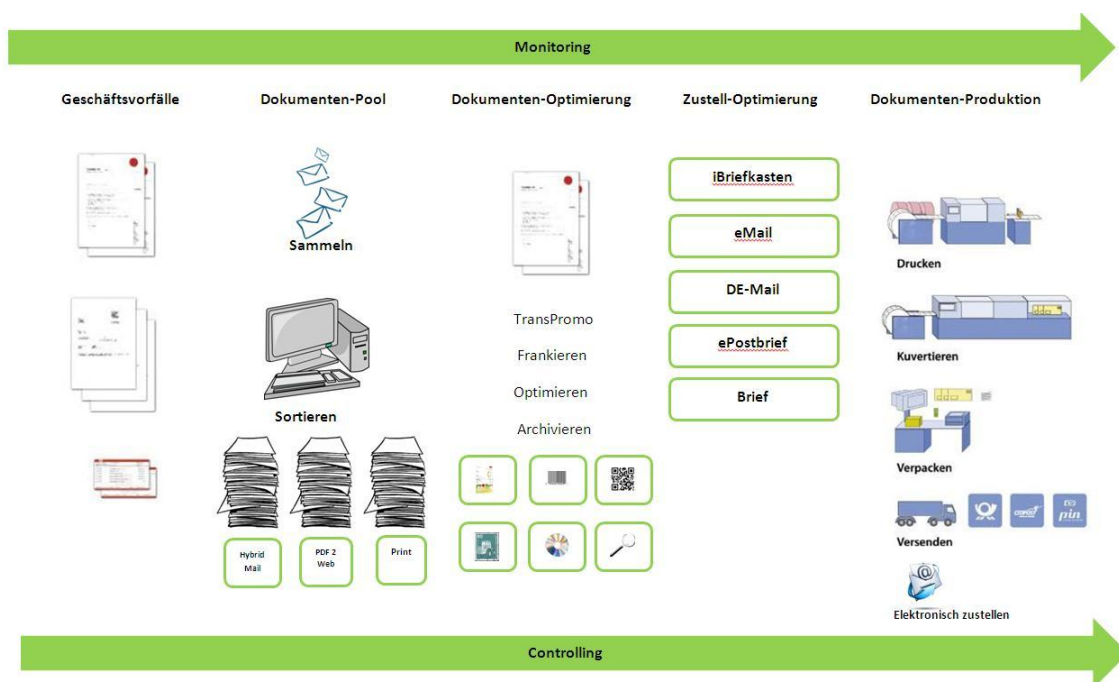 Monitoring
Geschäftsvorfälle
Dokumenten-Pool
Dokumenten-Optimierung
Zustell-Optimierung
Dokumenten-Produktion
Sammeln
Sortieren
Hybrid
Mail
PDF 2
Web
Print
TransPromo
Frankieren
Optimieren
Archivieren
iBriefkasten
eMail
DE-Mail
ePostbrief
Brief
Drucken
Kuvertieren
Verpacken
Versenden
pin
Elektronisch zustellen
Controlling